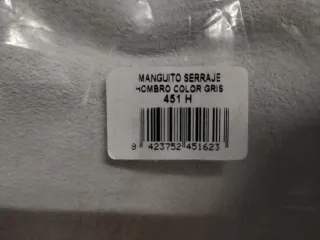 MANGUITO SERRAJE
HOMBRO COLOR GRIS
451 H
8 423752 451623